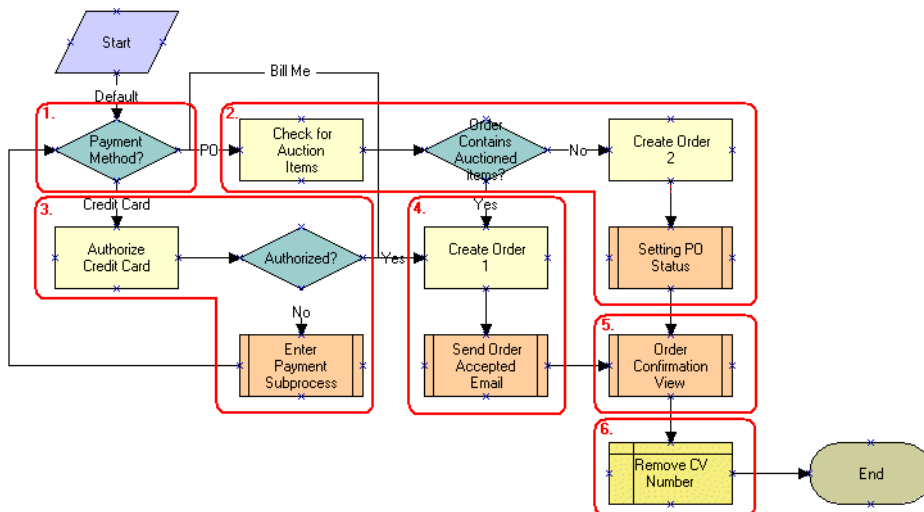 Start
Bill Me
Default
1.
Payment
Method?
PO
2.
Check for
Auction
Items
Order
Contains
Auctioned
items?
No
Create Order
2
Credit Card
Yes
3.
Authorize
Credit Card
Authorized?
Yes
4.
Create Order
1
Setting PO
Status
No
Enter
Payment
Subprocess
Send Order
Accepted
Email
5.
Order
Confirmation
View
6.
Remove CV
Number
End